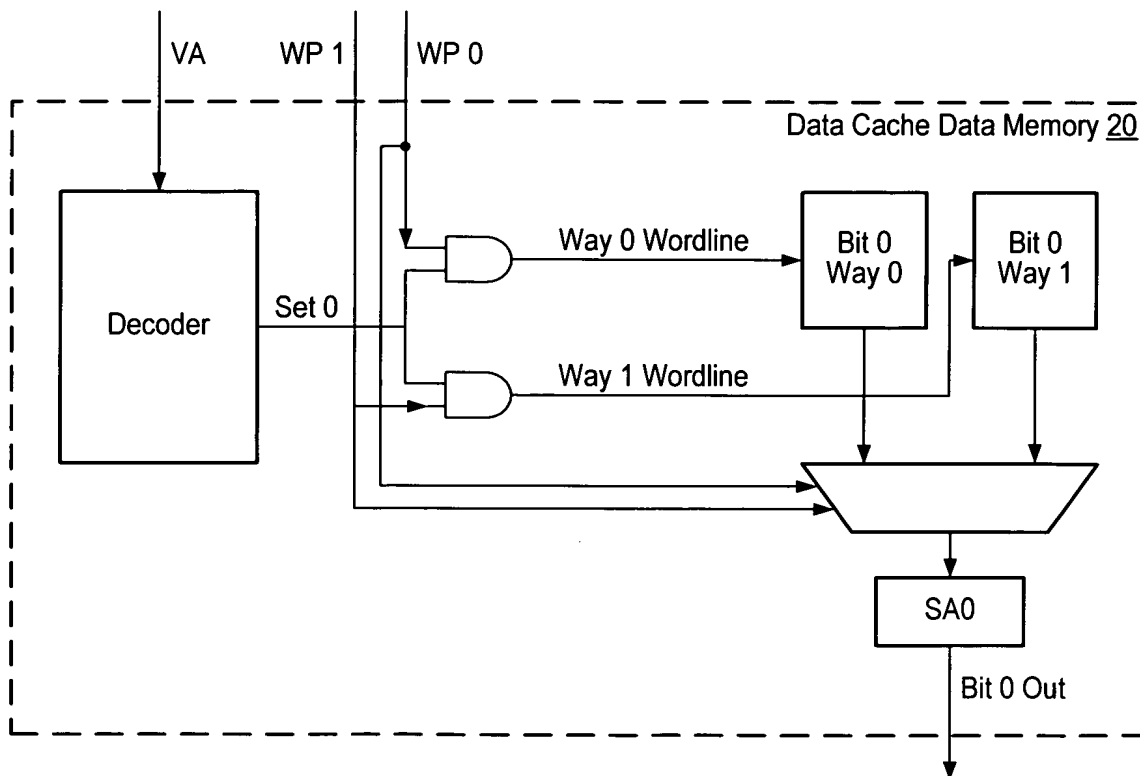 VA
WP 1
WP 0
Data Cache Data Memory 20
Way 0 Wordline
Bit 0
Way 0
Bit 0
Way 1
Set 0
Decoder
Way 1 Wordline
SA0
Bit 0 Out